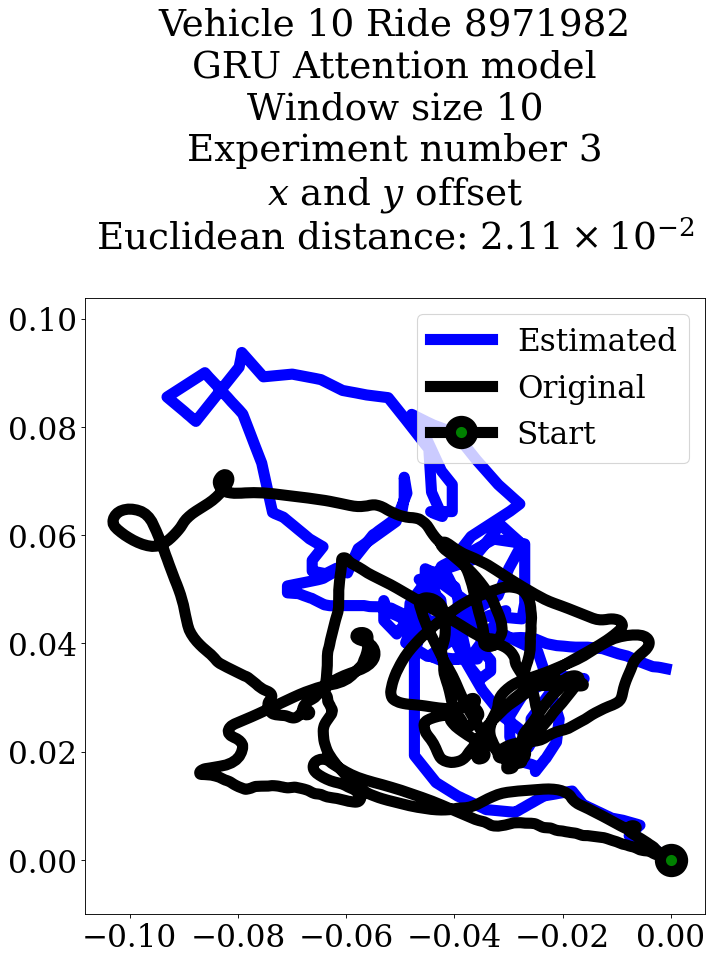 Vehicle 10 Ride 8971982
GRU Attention model
Window size 10
Experiment number 3
x and y offset
Euclidean distance: 2.11 × 10⁻²
Estimated
Original
Start
0.10
0.08
0.06
0.04
0.02
0.00
−0.10 −0.08 −0.06 −0.04 −0.02 0.00